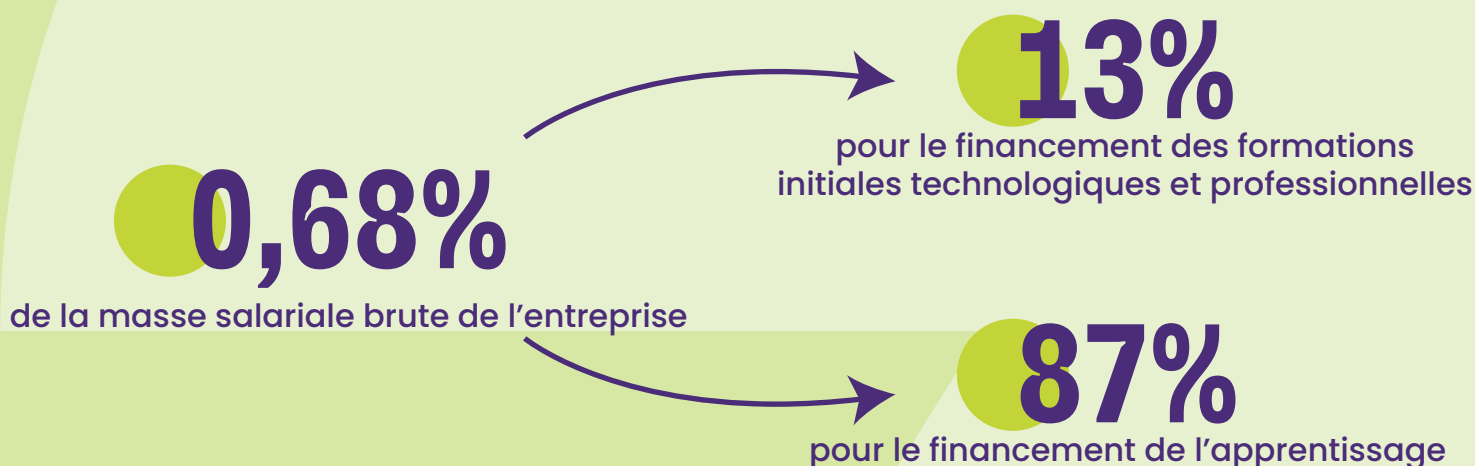 0,68%
de la masse salariale brute de l’entreprise
13%
pour le financement des formations
initiales technologiques et professionnelles
87%
pour le financement de l’apprentissage